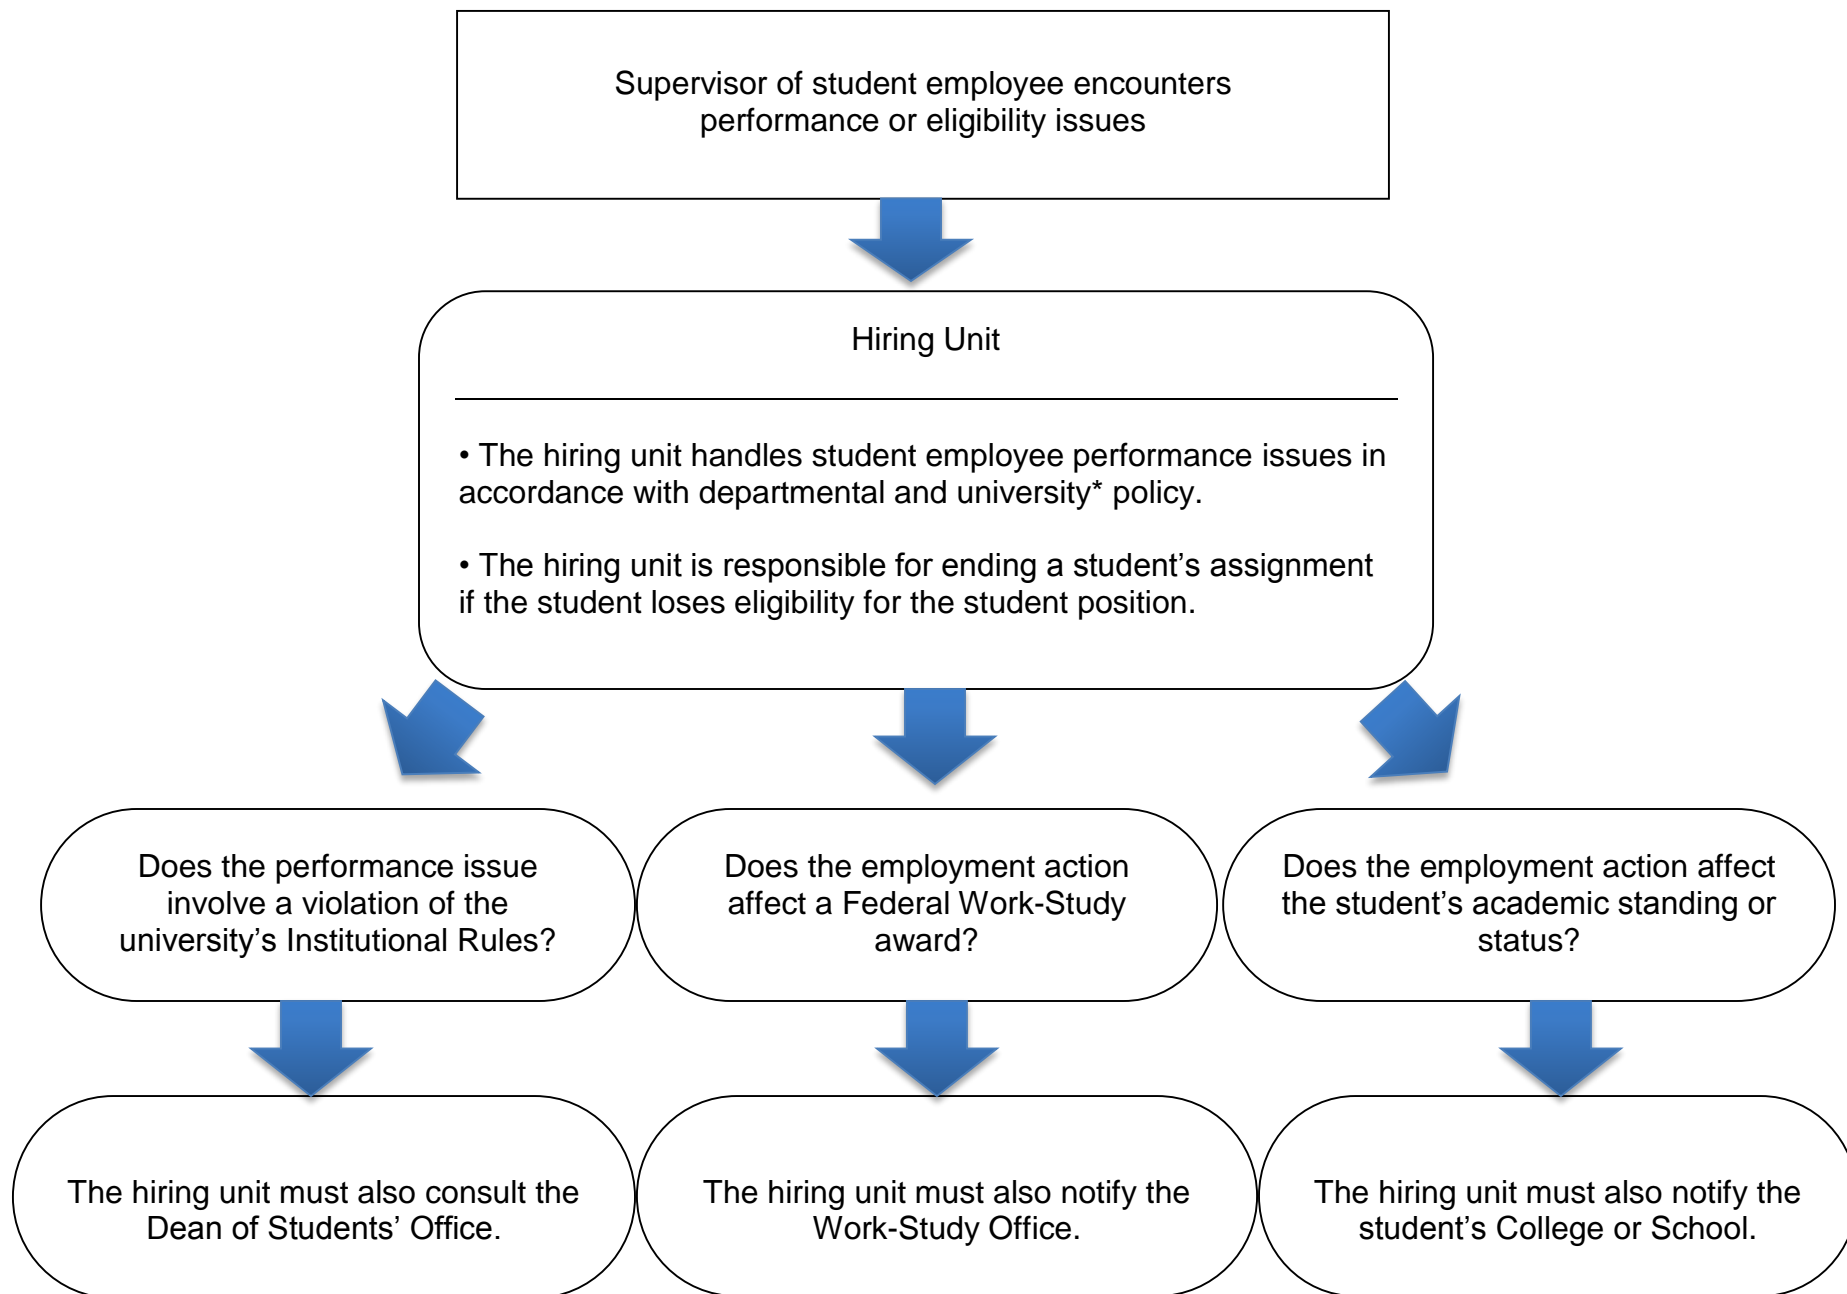 Supervisor of student employee encounters
performance or eligibility issues
Hiring Unit
• The hiring unit handles student employee performance issues in
accordance with departmental and university* policy.
• The hiring unit is responsible for ending a student’s assignment
if the student loses eligibility for the student position.
Does the performance issue
involve a violation of the
university’s Institutional Rules?
Does the employment action
affect a Federal Work-Study
award?
Does the employment action affect
the student’s academic standing or
status?
The hiring unit must also consult the
Dean of Students’ Office.
The hiring unit must also notify the
Work-Study Office.
The hiring unit must also notify the
student’s College or School.